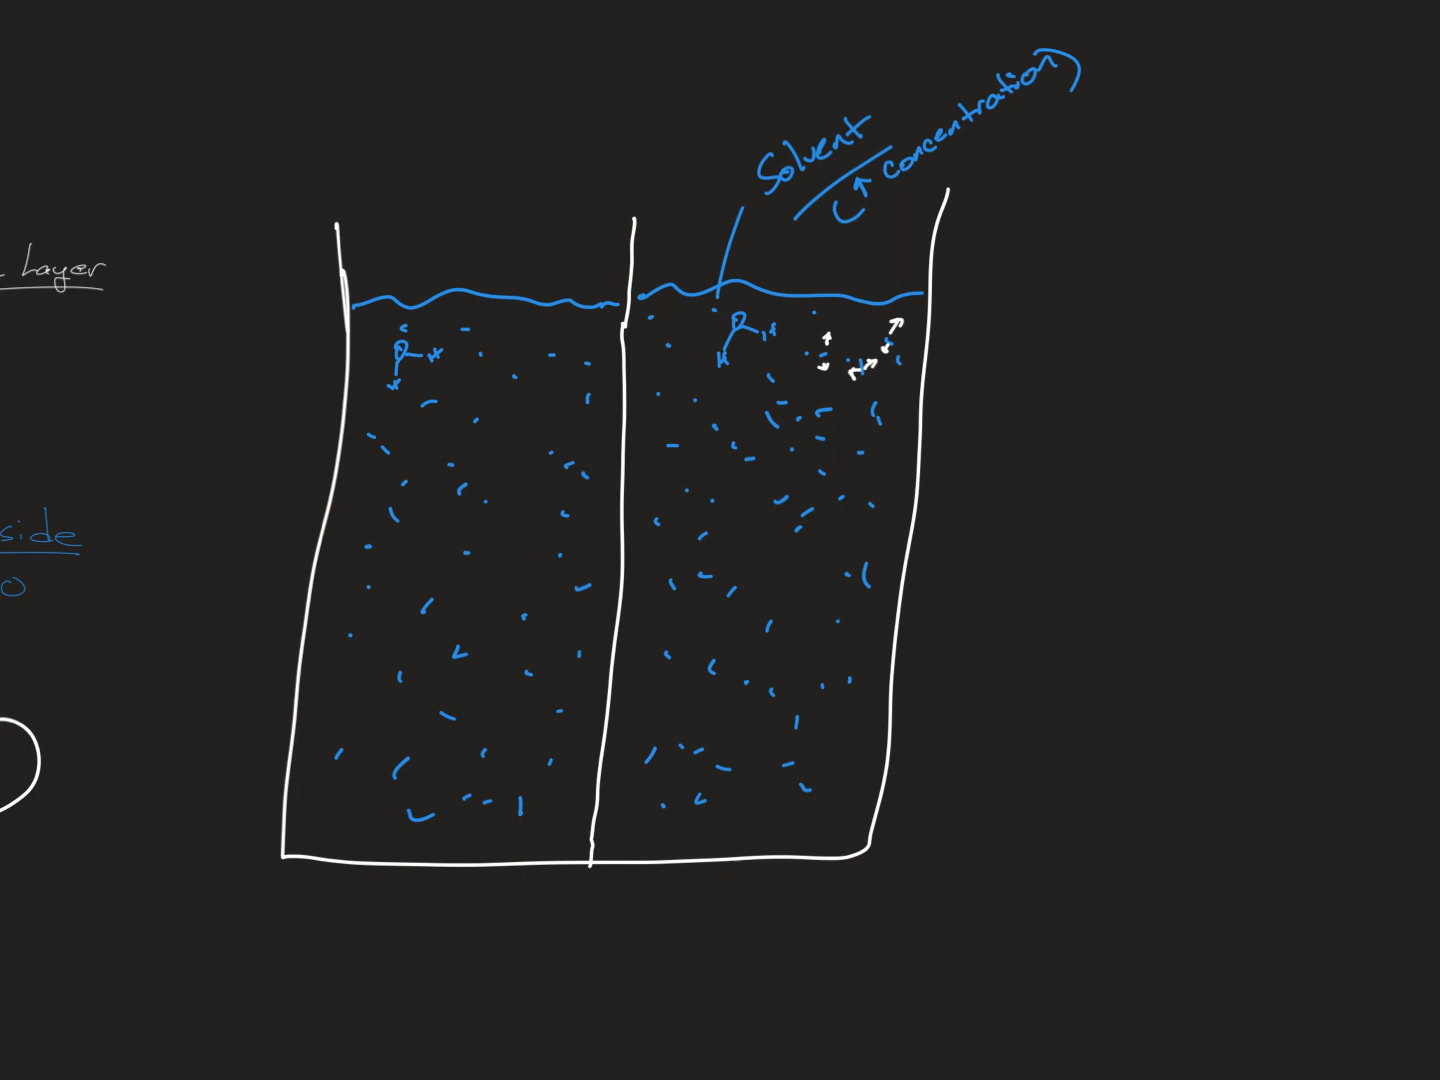 Solvent
(↑ concentration)
Layer
side
O
O
H
H
O
H
H